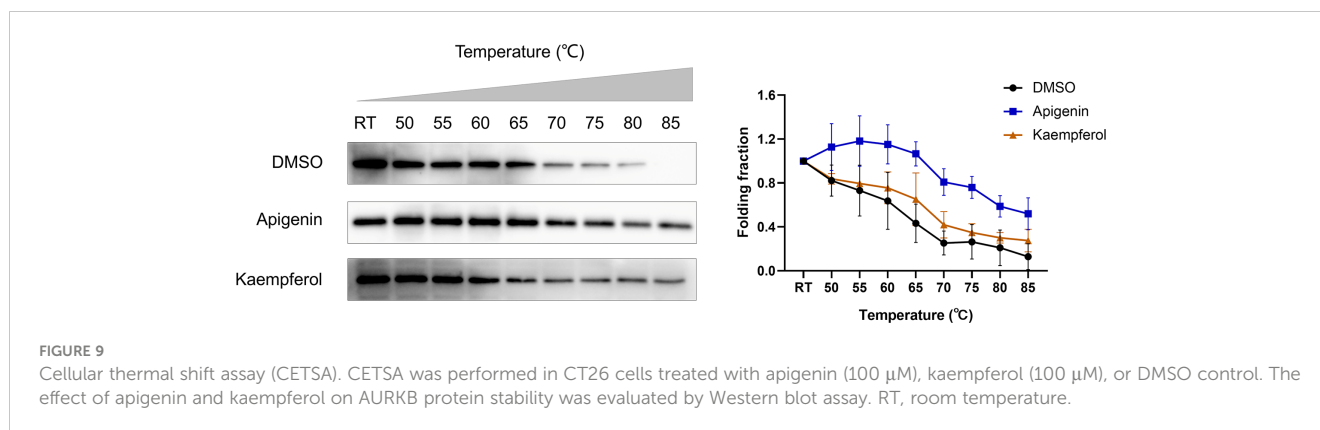 Temperature (℃)
RT 50 55 60 65 70 75 80 85
DMSO
Apigenin
Kaempferol
DMSO
Apigenin
Kaempferol
Folding fraction
1.6
1.2
0.8
0.4
0.0
RT 50 55 60 65 70 75 80 85
Temperature (℃)
FIGURE 9
Cellular thermal shift assay (CETSA). CETSA was performed in CT26 cells treated with apigenin (100 μM), kaempferol (100 μM), or DMSO control. The
effect of apigenin and kaempferol on AURKB protein stability was evaluated by Western blot assay. RT, room temperature.